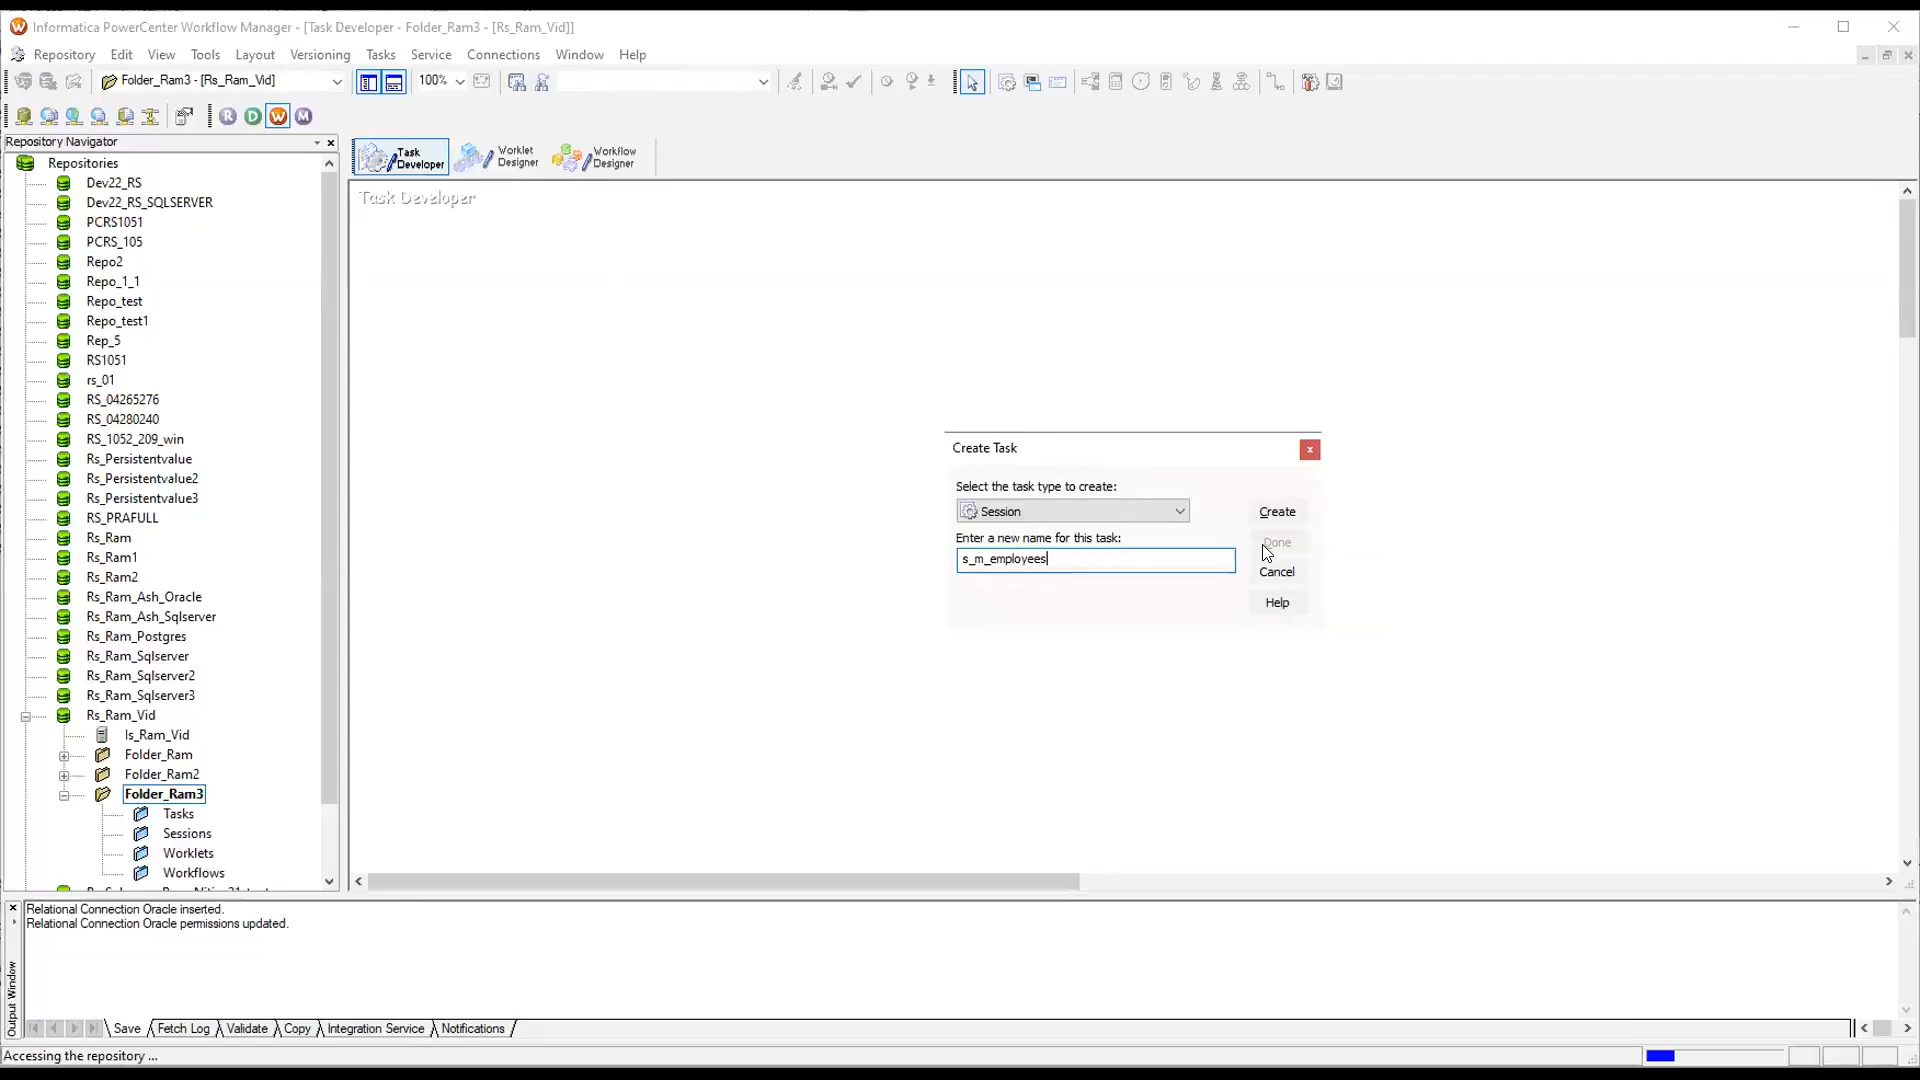 Informatica PowerCenter Workflow Manager - [Task Developer - Folder_Ram3 - [Rs_Ram_Vid]]
Repository Edit View Tools Layout Versioning Tasks Service Connections Window Help
Folder_Ram3 - [Rs_Ram_Vid] 100%
R D W M
Repository Navigator
Task Developer
Worklet Designer
Workflow Designer
Repositories
Dev22_RS
Dev22_RS_SQLSERVER
PCRS1051
PCRS_105
Repo2
Repo_1_1
Repo_test
Repo_test1
Rep_5
RS1051
rs_01
RS_04265276
RS_04280240
RS_1052_209_win
Rs_Persistentvalue
Rs_Persistentvalue2
Rs_Persistentvalue3
RS_PRAFULL
Rs_Ram
Rs_Ram1
Rs_Ram2
Rs_Ram_Ash_Oracle
Rs_Ram_Ash_Sqlserver
Rs_Ram_Postgres
Rs_Ram_Sqlserver
Rs_Ram_Sqlserver2
Rs_Ram_Sqlserver3
Rs_Ram_Vid
Is_Ram_Vid
Folder_Ram
Folder_Ram2
Folder_Ram3
Tasks
Sessions
Worklets
Workflows
Task Developer
Create Task
Select the task type to create:
Session
Enter a new name for this task:
s_m_employees
Create
Done
Cancel
Help
Relational Connection Oracle inserted.
Relational Connection Oracle permissions updated.
Output Window
Save Fetch Log Validate Copy Integration Service Notifications
Accessing the repository ...